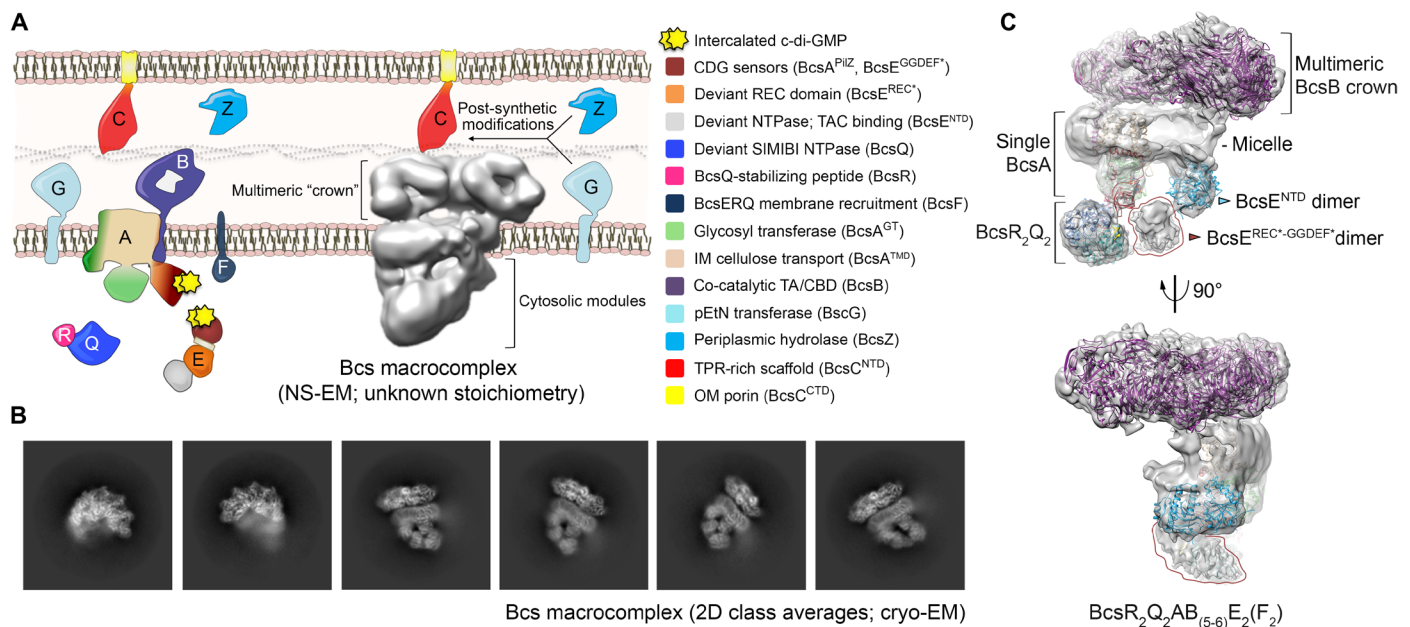 A
C
Z
C
Z
Post-synthetic
modifications
B
G
Multimeric “crown”
G
A
F
R
Q
E
Cytosolic modules
Bcs macrocomplex
(NS-EM; unknown stoichiometry)
Intercalated c-di-GMP
CDG sensors (BcsA^PilZ, BcsE^GGDEF*)
Deviant REC domain (BcsE^REC*)
Deviant NTPase; TAC binding (BcsE^NTD)
Deviant SIMIBI NTPase (BcsQ)
BcsQ-stabilizing peptide (BcsR)
BcsERQ membrane recruitment (BcsF)
Glycosyl transferase (BcsA^GT)
IM cellulose transport (BcsA^TMD)
Co-catalytic TA/CBD (BcsB)
pEtN transferase (BscG)
Periplasmic hydrolase (BcsZ)
TPR-rich scaffold (BcsC^NTD)
OM porin (BcsC^CTD)
B
Bcs macrocomplex (2D class averages; cryo-EM)
C
Multimeric
BcsB crown
Single
BcsA
- Micelle
BcsE^NTD dimer
BcsR₂Q₂
BcsE^REC*-GGDEF* dimer
90°
BcsR₂Q₂AB₍₅₋₆₎E₂(F₂)